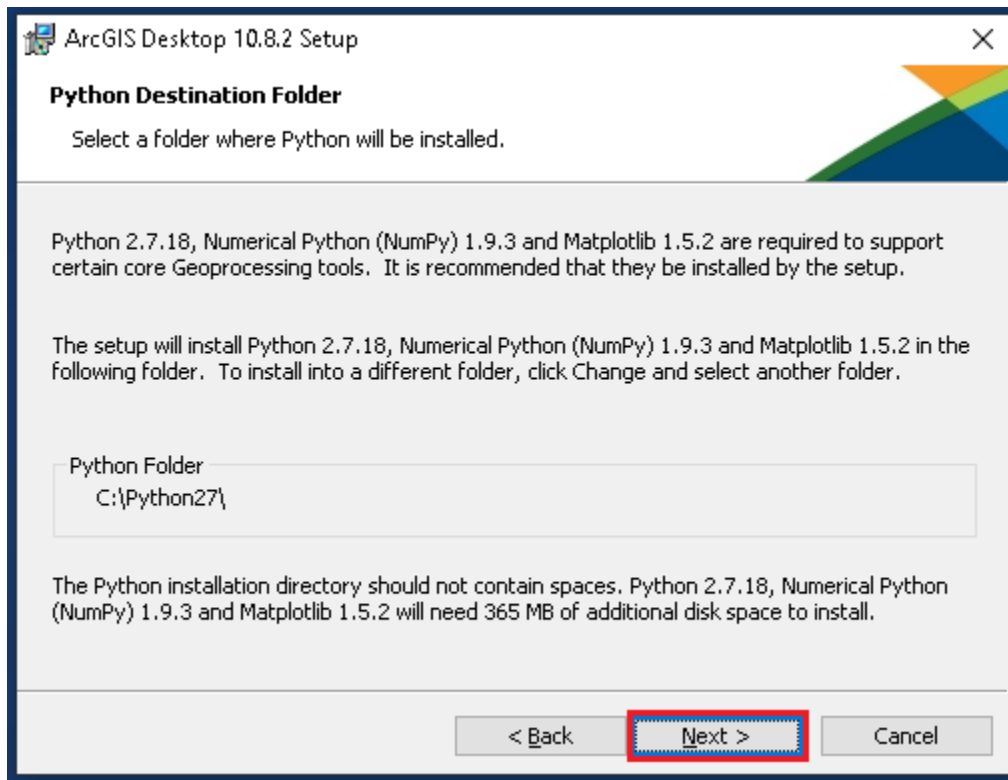 ArcGIS Desktop 10.8.2 Setup
Python Destination Folder
Select a folder where Python will be installed.
Python 2.7.18, Numerical Python (NumPy) 1.9.3 and Matplotlib 1.5.2 are required to support
certain core Geoprocessing tools. It is recommended that they be installed by the setup.
The setup will install Python 2.7.18, Numerical Python (NumPy) 1.9.3 and Matplotlib 1.5.2 in the
following folder. To install into a different folder, click Change and select another folder.
Python Folder
C:\Python27\
The Python installation directory should not contain spaces. Python 2.7.18, Numerical Python
(NumPy) 1.9.3 and Matplotlib 1.5.2 will need 365 MB of additional disk space to install.
< Back Next > Cancel